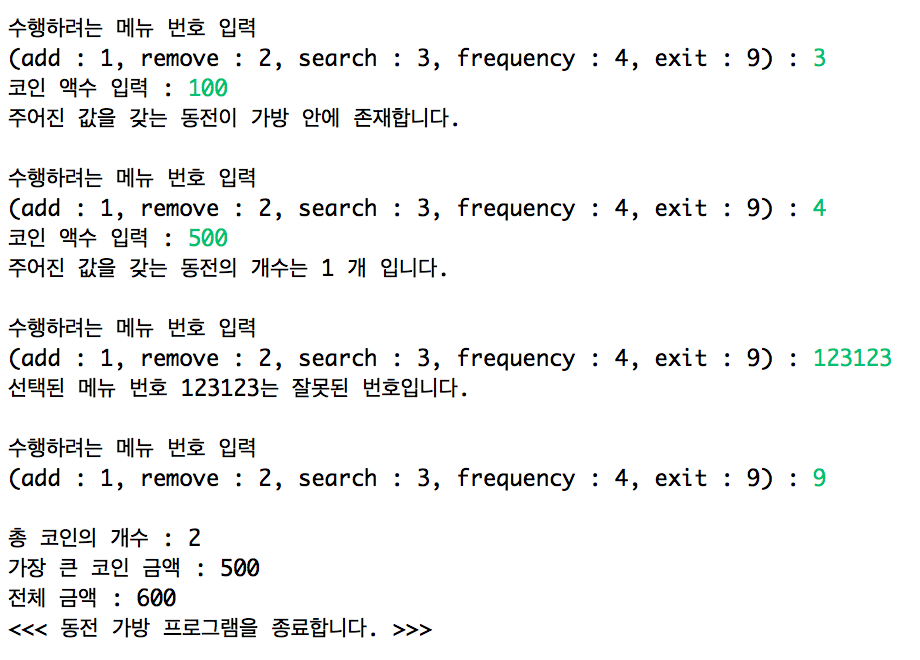 수행하려는 메뉴 번호 입력
(add : 1, remove : 2, search : 3, frequency : 4, exit : 9) : 3
코인 액수 입력 : 100
주어진 값을 갖는 동전이 가방 안에 존재합니다.
수행하려는 메뉴 번호 입력
(add : 1, remove : 2, search : 3, frequency : 4, exit : 9) : 4
코인 액수 입력 : 500
주어진 값을 갖는 동전의 개수는 1 개 입니다.
수행하려는 메뉴 번호 입력
(add : 1, remove : 2, search : 3, frequency : 4, exit : 9) : 123123
선택된 메뉴 번호 123123는 잘못된 번호입니다.
수행하려는 메뉴 번호 입력
(add : 1, remove : 2, search : 3, frequency : 4, exit : 9) : 9
총 코인의 개수 : 2
가장 큰 코인 금액 : 500
전체 금액 : 600
<<< 동전 가방 프로그램을 종료합니다. >>>